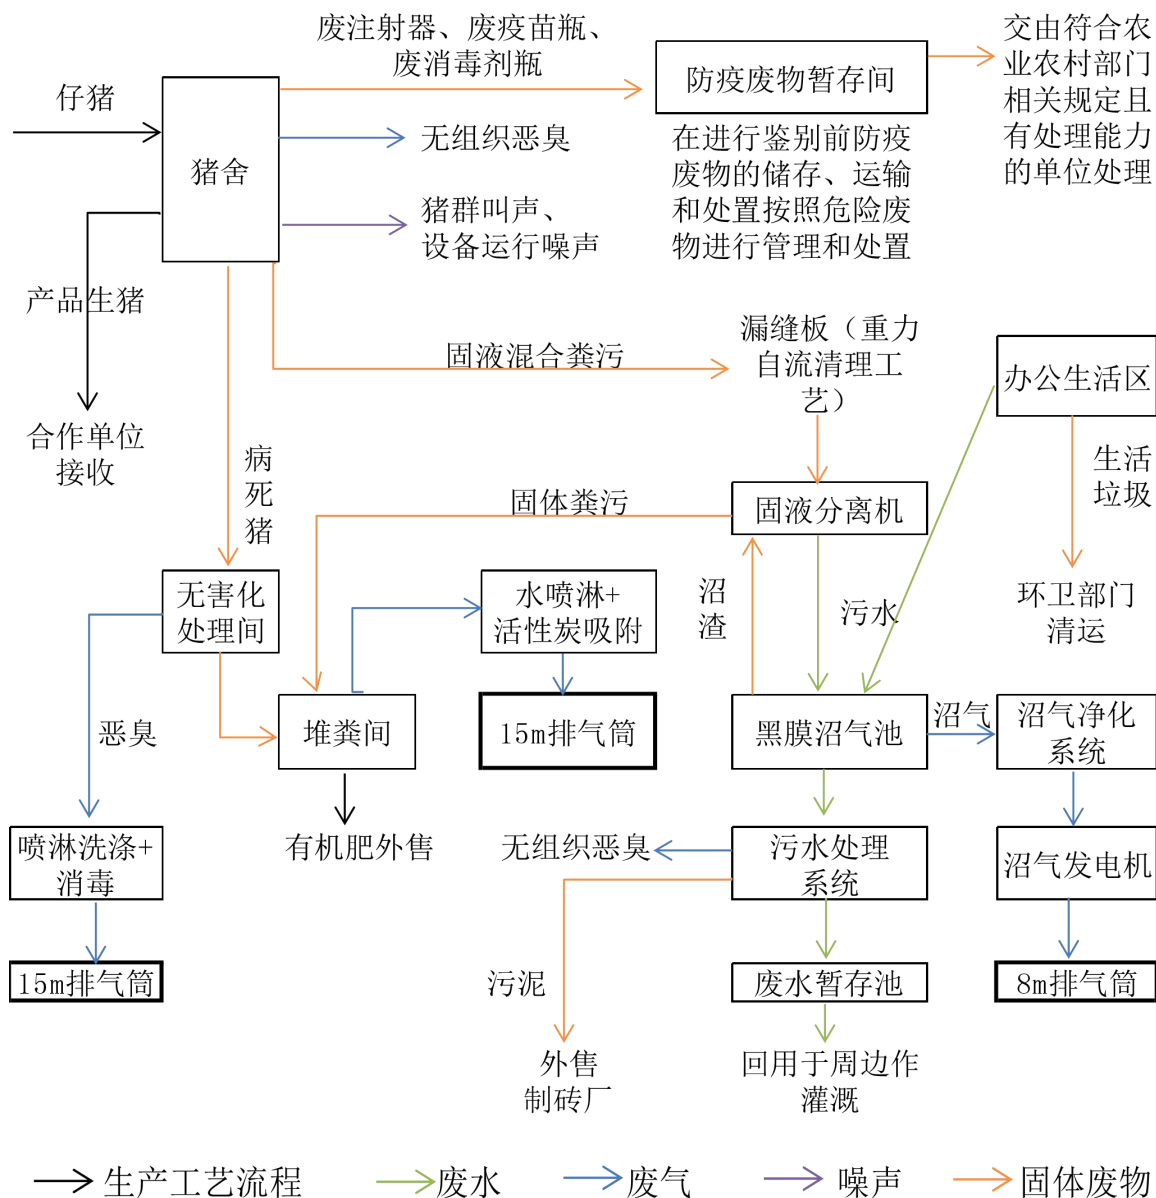 废注射器、废疫苗瓶、
废消毒剂瓶
仔猪
猪舍
无组织恶臭
猪群叫声、
设备运行噪声
防疫废物暂存间
在进行鉴别前防疫
废物的储存、运输
和处置按照危险废
物进行管理和处置
交由符合农
业农村部门
相关规定且
有处理能力
的单位处理
产品生猪
合作单位
接收
固液混合粪污
漏缝板（重力
自流清理工
艺）
办公生活区
生活
垃圾
环卫部门
清运
病
死
猪
固体粪污
固液分离机
无害化
处理间
水喷淋+
活性炭吸附
沼
渣
污水
恶臭
堆粪间
15m排气筒
黑膜沼气池
沼气
沼气净化
系统
有机肥外售
喷淋洗涤+
消毒
无组织恶臭
污水处理
系统
沼气发电机
15m排气筒
污泥
废水暂存池
8m排气筒
外售
制砖厂
回用于周边作
灌溉
生产工艺流程
废水
废气
噪声
固体废物